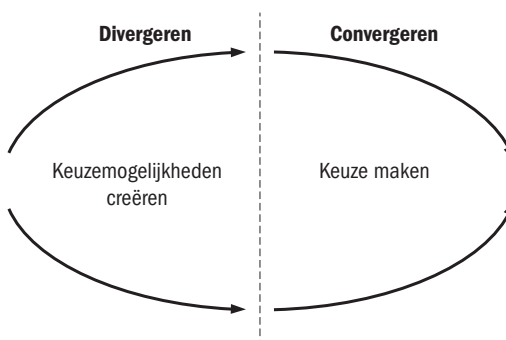 Divergeren
Convergeren
Keuzemogelijkheden
creëren
Keuze maken